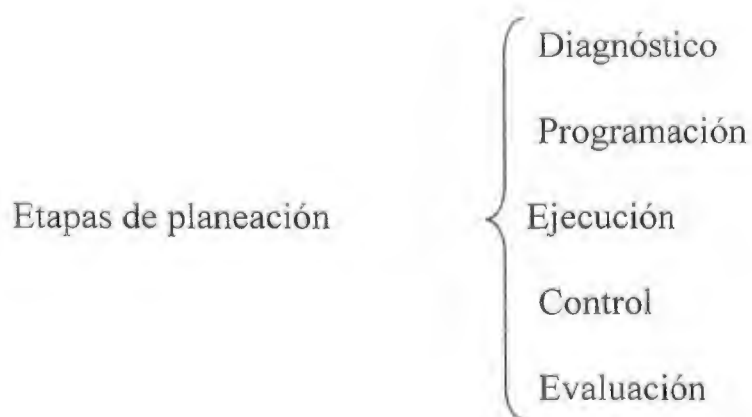 Diagnóstico
Programación
Etapas de planeación
Ejecución
Control
Evaluación